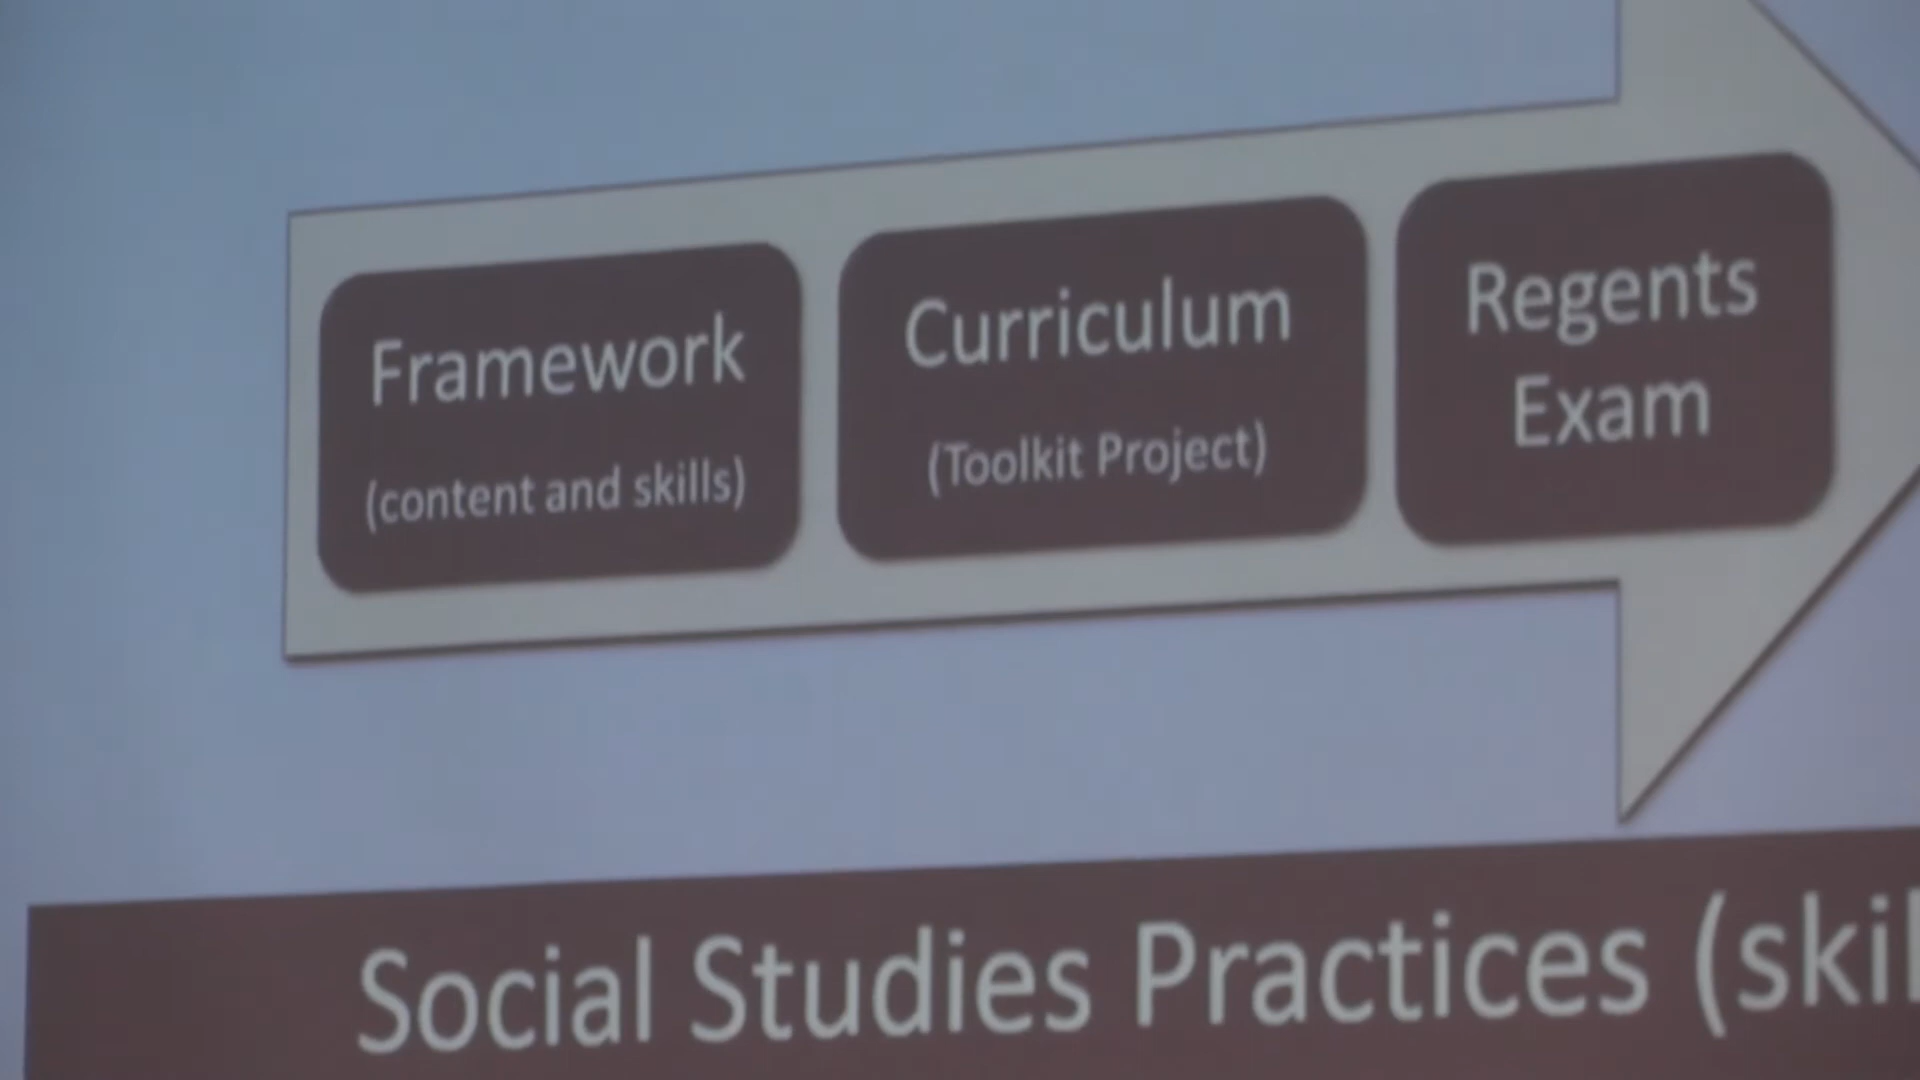 Framework
(content and skills)
Curriculum
(Toolkit Project)
Regents
Exam
Social Studies Practices